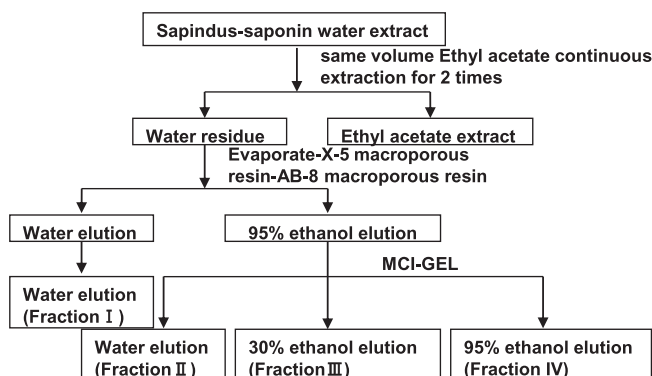 Sapindus-saponin water extract
same volume Ethyl acetate continuous
extraction for 2 times
Water residue
Ethyl acetate extract
Evaporate-X-5 macroporous
resin-AB-8 macroporous resin
Water elution
95% ethanol elution
MCI-GEL
Water elution
(Fraction Ⅰ)
Water elution
(Fraction Ⅱ)
30% ethanol elution
(Fraction Ⅲ)
95% ethanol elution
(Fraction IV)